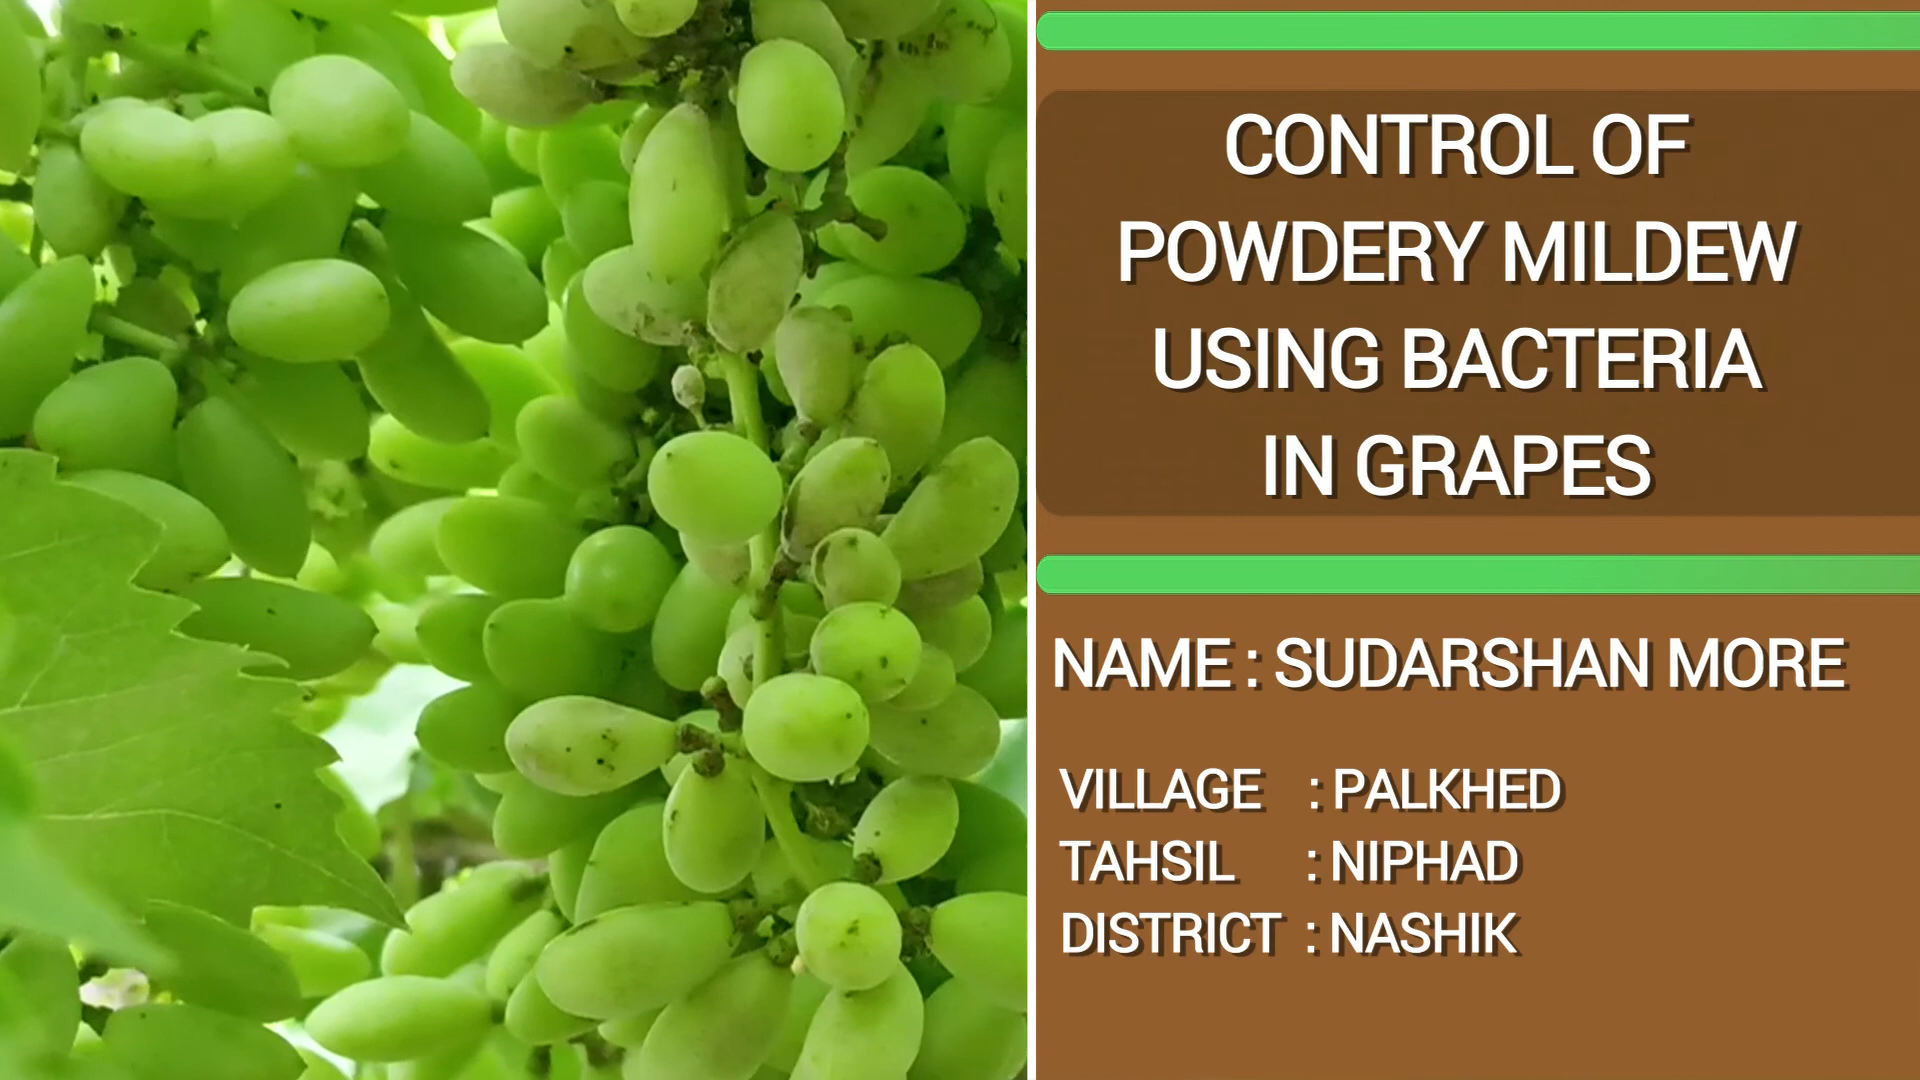 CONTROL OF
POWDERY MILDEW
USING BACTERIA
IN GRAPES
NAME : SUDARSHAN MORE
VILLAGE : PALKHED
TAHSIL : NIPHAD
DISTRICT : NASHIK